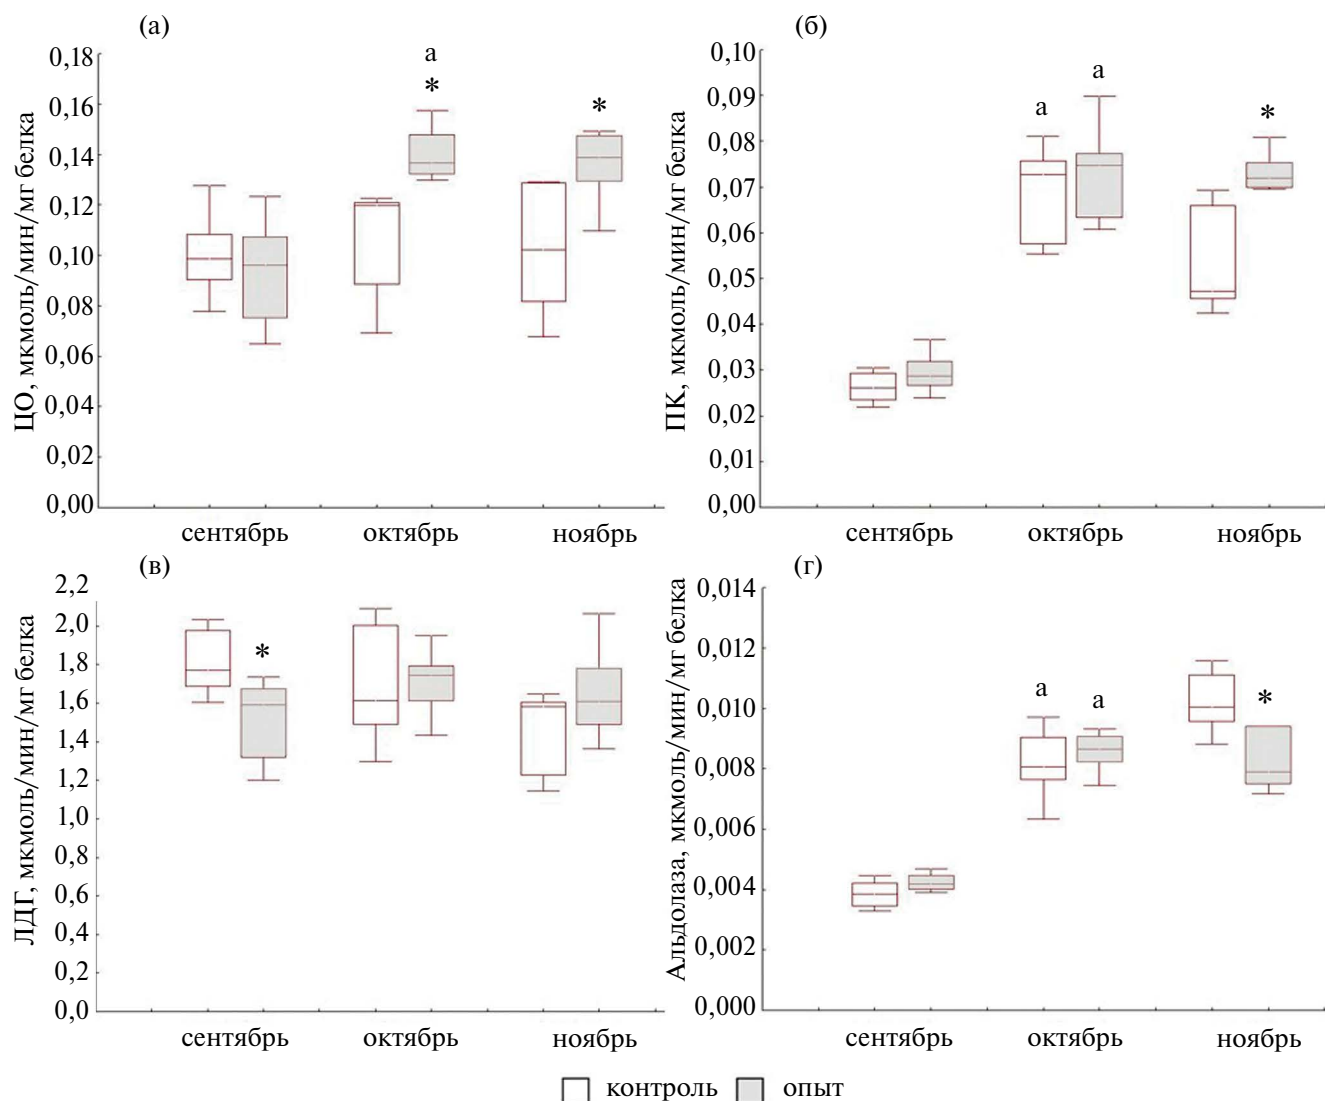 (а)
ЦО, мкмоль/мин/мг белка
0,18
0,16
0,14
0,12
0,10
0,08
0,06
0,04
0,02
0,00
а
*
*
сентябрь октябрь ноябрь
(б)
ПК, мкмоль/мин/мг белка
0,10
0,09
0,08
0,07
0,06
0,05
0,04
0,03
0,02
0,01
0,00
а
а
*
сентябрь октябрь ноябрь
(в)
ЛДГ, мкмоль/мин/мг белка
2,2
2,0
1,8
1,6
1,4
1,2
1,0
0,8
0,6
0,4
0,2
0,0
*
сентябрь октябрь ноябрь
(г)
Альдолаза, мкмоль/мин/мг белка
0,014
0,012
0,010
0,008
0,006
0,004
0,002
0,000
а
а
*
сентябрь октябрь ноябрь
контроль опыт